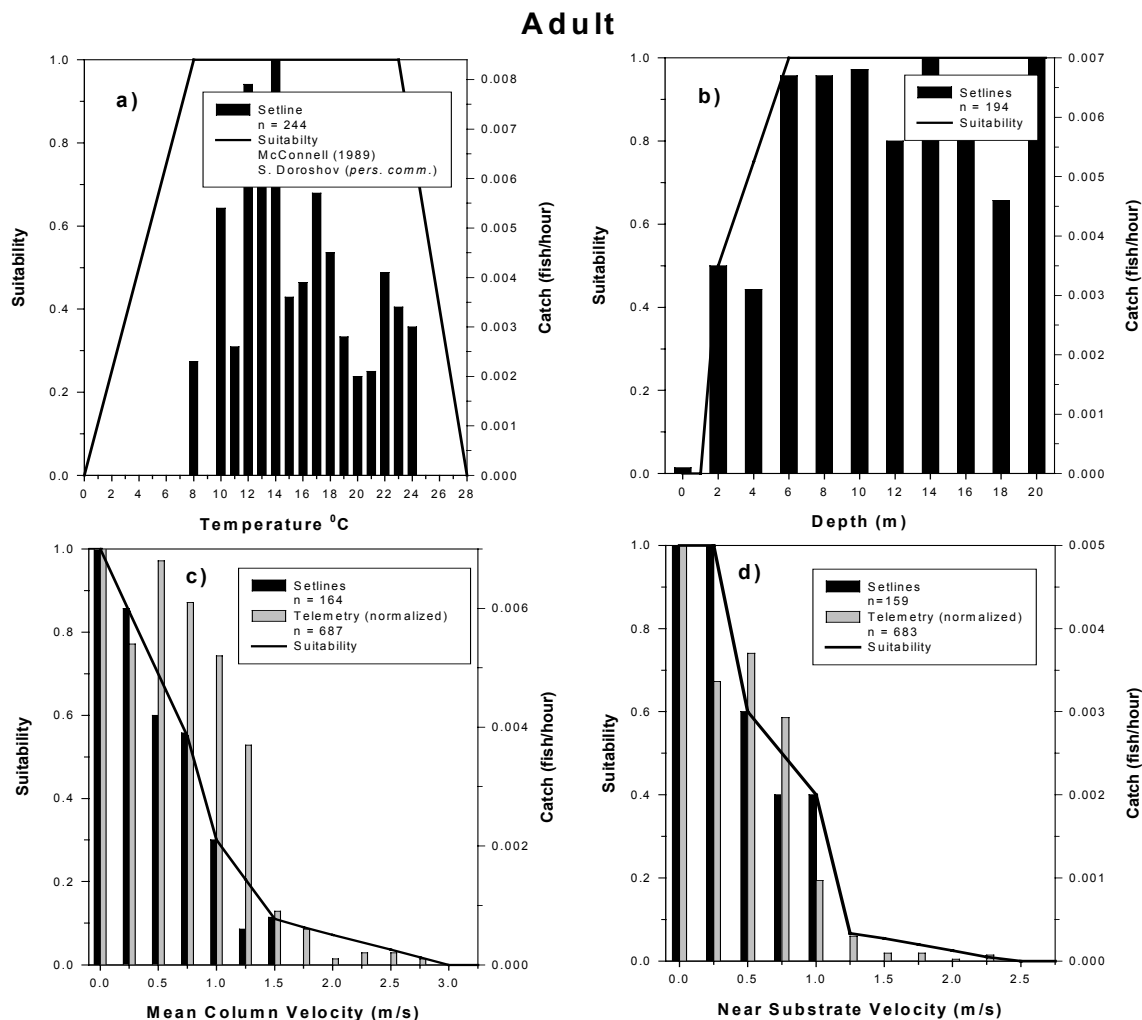 Adult
a)
Setline
n = 244
Suitabilty
McConnell (1989)
S. Doroshov (pers. comm.)
Suitability
1.0
0.8
0.6
0.4
0.2
0.0
0 2 4 6 8 10 12 14 16 18 20 22 24 26 28
Temperature ⁰C
0.008
0.007
0.006
0.005
0.004
0.003
0.002
0.001
0.000
Catch (fish/hour)
b)
Setlines
n = 194
Suitability
Suitability
1.0
0.8
0.6
0.4
0.2
0.0
0 2 4 6 8 10 12 14 16 18 20
Depth (m)
0.007
0.006
0.005
0.004
0.003
0.002
0.001
0.000
Catch (fish/hour)
c)
Setlines
n = 164
Telemetry (normalized)
n = 687
Suitability
Suitability
1.0
0.8
0.6
0.4
0.2
0.0
0.0 0.5 1.0 1.5 2.0 2.5 3.0
Mean Column Velocity (m/s)
0.006
0.004
0.002
0.000
Catch (fish/hour)
d)
Setlines
n=159
Telemetry (normalized)
n = 683
Suitability
Suitability
1.0
0.8
0.6
0.4
0.2
0.0
0.0 0.5 1.0 1.5 2.0 2.5
Near Substrate Velocity (m/s)
0.005
0.004
0.003
0.002
0.001
0.000
Catch (fish/hour)